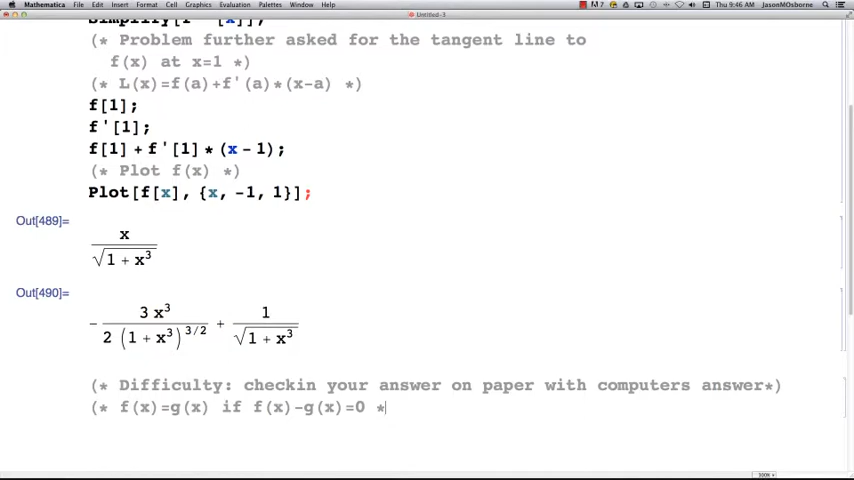 Mathematica File Edit Insert Format Cell Graphics Evaluation Palettes Window Help Thu 9:46 AM JasonMOsborne
Untitled-3
(* Problem further asked for the tangent line to
f(x) at x=1 *)
(* L(x)=f(a)+f'(a)*(x-a) *)
f[1];
f'[1];
f[1] + f'[1] * (x - 1);
(* Plot f(x) *)
Plot[f[x], {x, -1, 1}];
Out[489]=
x
√1 + x³
Out[490]=
- 3 x³ / 2 (1 + x³)^3/2 + 1 / √1 + x³
(* Difficulty: checkin your answer on paper with computers answer*)
(* f(x)=g(x) if f(x)-g(x)=0 *
300%